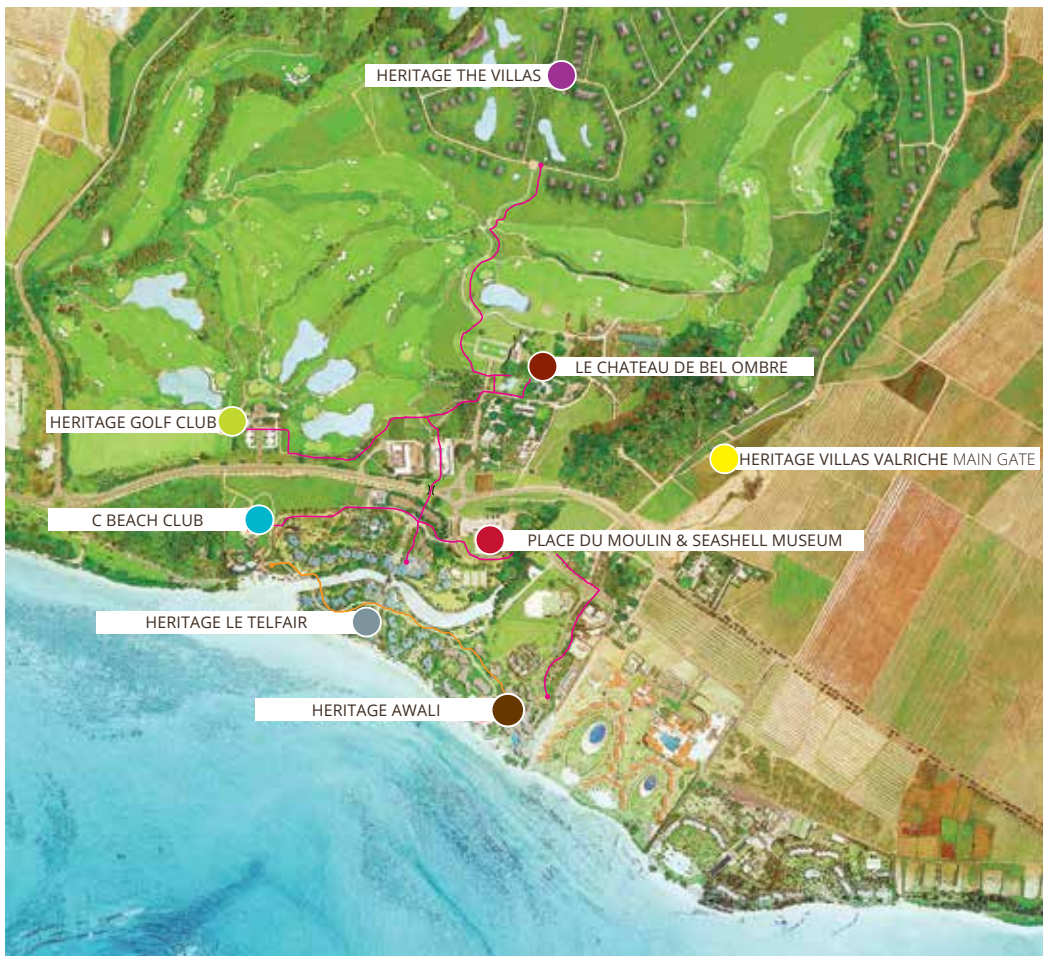 HERITAGE THE VILLAS
LE CHATEAU DE BEL OMBRE
HERITAGE GOLF CLUB
HERITAGE VILLAS VALRICHE MAIN GATE
C BEACH CLUB
PLACE DU MOULIN & SEASHELL MUSEUM
HERITAGE LE TELFAIR
HERITAGE AWALI